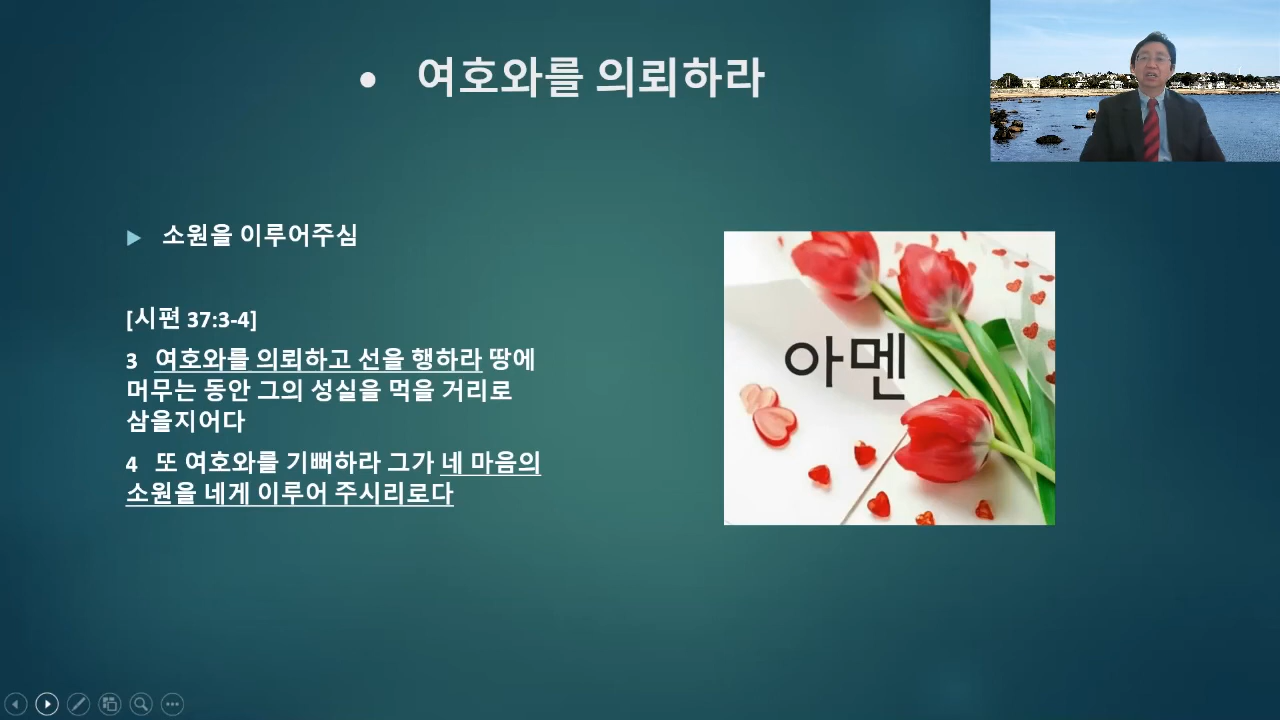 • 여호와를 의뢰하라
▶ 소원을 이루어주심
[시편 37:3-4]
3 여호와를 의뢰하고 선을 행하라 땅에
머무는 동안 그의 성실을 먹을 거리로
삼을지어다
4 또 여호와를 기뻐하라 그가 네 마음의
소원을 네게 이루어 주시리로다
아멘